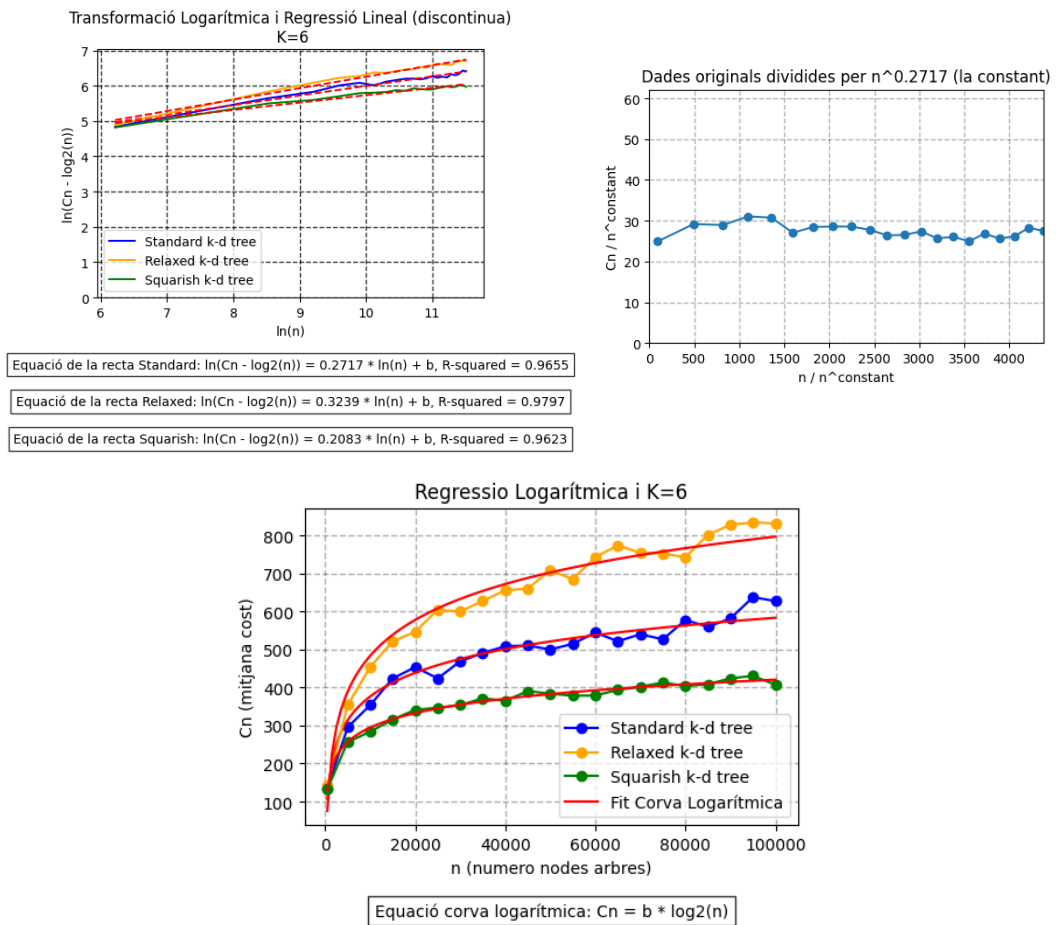 Transformació Logarítmica i Regressió Lineal (discontinua)
K=6
7
6
5
4
3
2
1
0
ln(Cn - log2(n))
Standard k-d tree
Relaxed k-d tree
Squarish k-d tree
6 7 8 9 10 11
ln(n)
Equació de la recta Standard: ln(Cn - log2(n)) = 0.2717 * ln(n) + b, R-squared = 0.9655
Equació de la recta Relaxed: ln(Cn - log2(n)) = 0.3239 * ln(n) + b, R-squared = 0.9797
Equació de la recta Squarish: ln(Cn - log2(n)) = 0.2083 * ln(n) + b, R-squared = 0.9623
Dades originals dividides per n^0.2717 (la constant)
60
50
40
30
20
10
0
Cn / n^constant
0 500 1000 1500 2000 2500 3000 3500 4000
n / n^constant
Regressio Logarítmica i K=6
800
700
600
500
400
300
200
100
Cn (mitjana cost)
Standard k-d tree
Relaxed k-d tree
Squarish k-d tree
Fit Corva Logarítmica
0 20000 40000 60000 80000 100000
n (numero nodes arbres)
Equació corva logarítmica: Cn = b * log2(n)